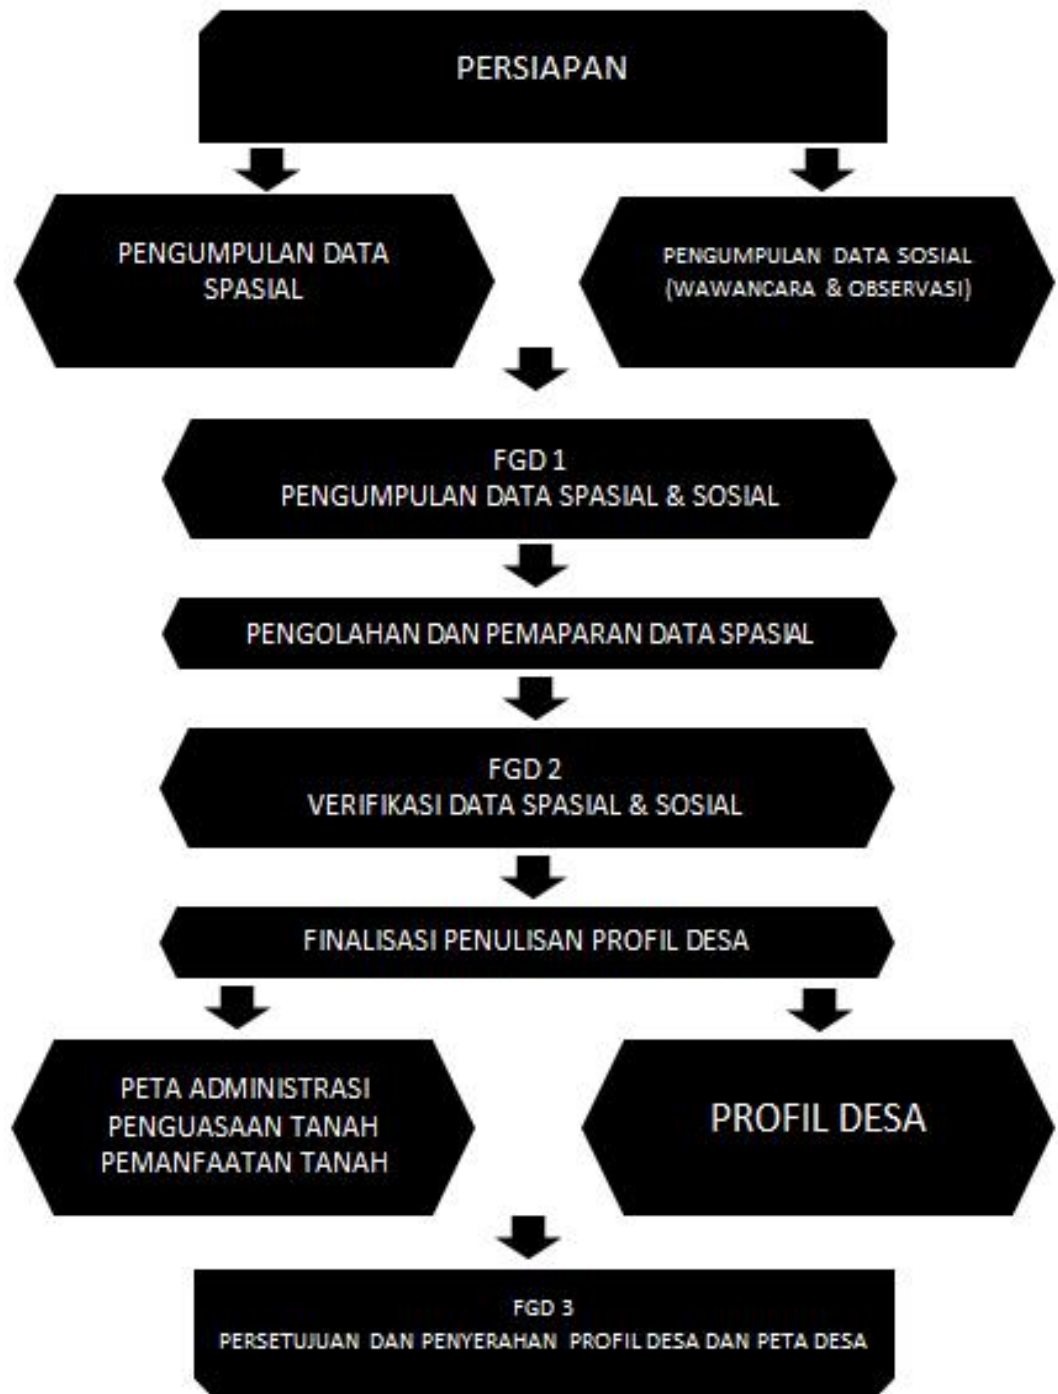 PERSIAPAN
PENGUMPULAN DATA
SPASIAL
PENGUMPULAN DATA SOSIAL
(WAWANCARA & OBSERVASI)
FGD 1
PENGUMPULAN DATA SPASIAL & SOSIAL
PENGOLAHAN DAN PEMAPARAN DATA SPASIAL
FGD 2
VERIFIKASI DATA SPASIAL & SOSIAL
FINALISASI PENULISAN PROFIL DESA
PETA ADMINISTRASI
PENGUASAAN TANAH
PEMANFAATAN TANAH
PROFIL DESA
FGD 3
PERSETUJUAN DAN PENYERAHAN PROFIL DESA DAN PETA DESA